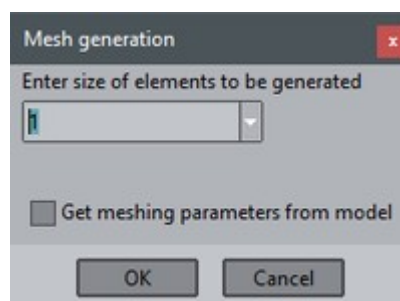 Mesh generation
x
Enter size of elements to be generated
1
Get meshing parameters from model
OK Cancel